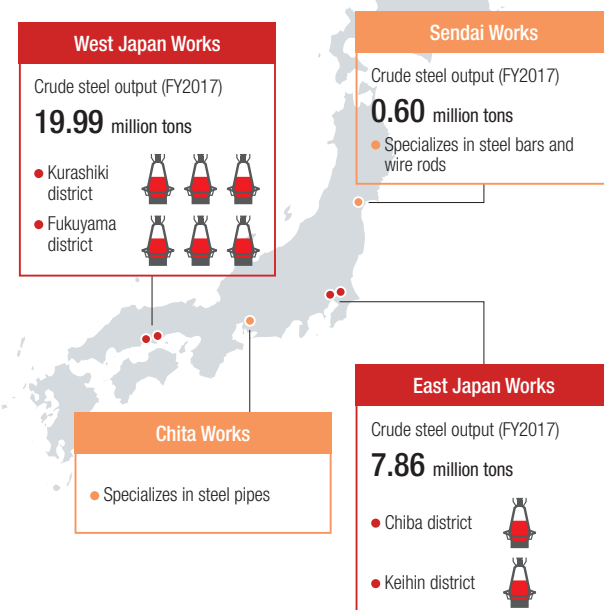 West Japan Works
Crude steel output (FY2017)
19.99 million tons
Kurashiki
district
Fukuyama
district
Sendai Works
Crude steel output (FY2017)
0.60 million tons
Specializes in steel bars and
wire rods
Chita Works
Specializes in steel pipes
East Japan Works
Crude steel output (FY2017)
7.86 million tons
Chiba district
Keihin district